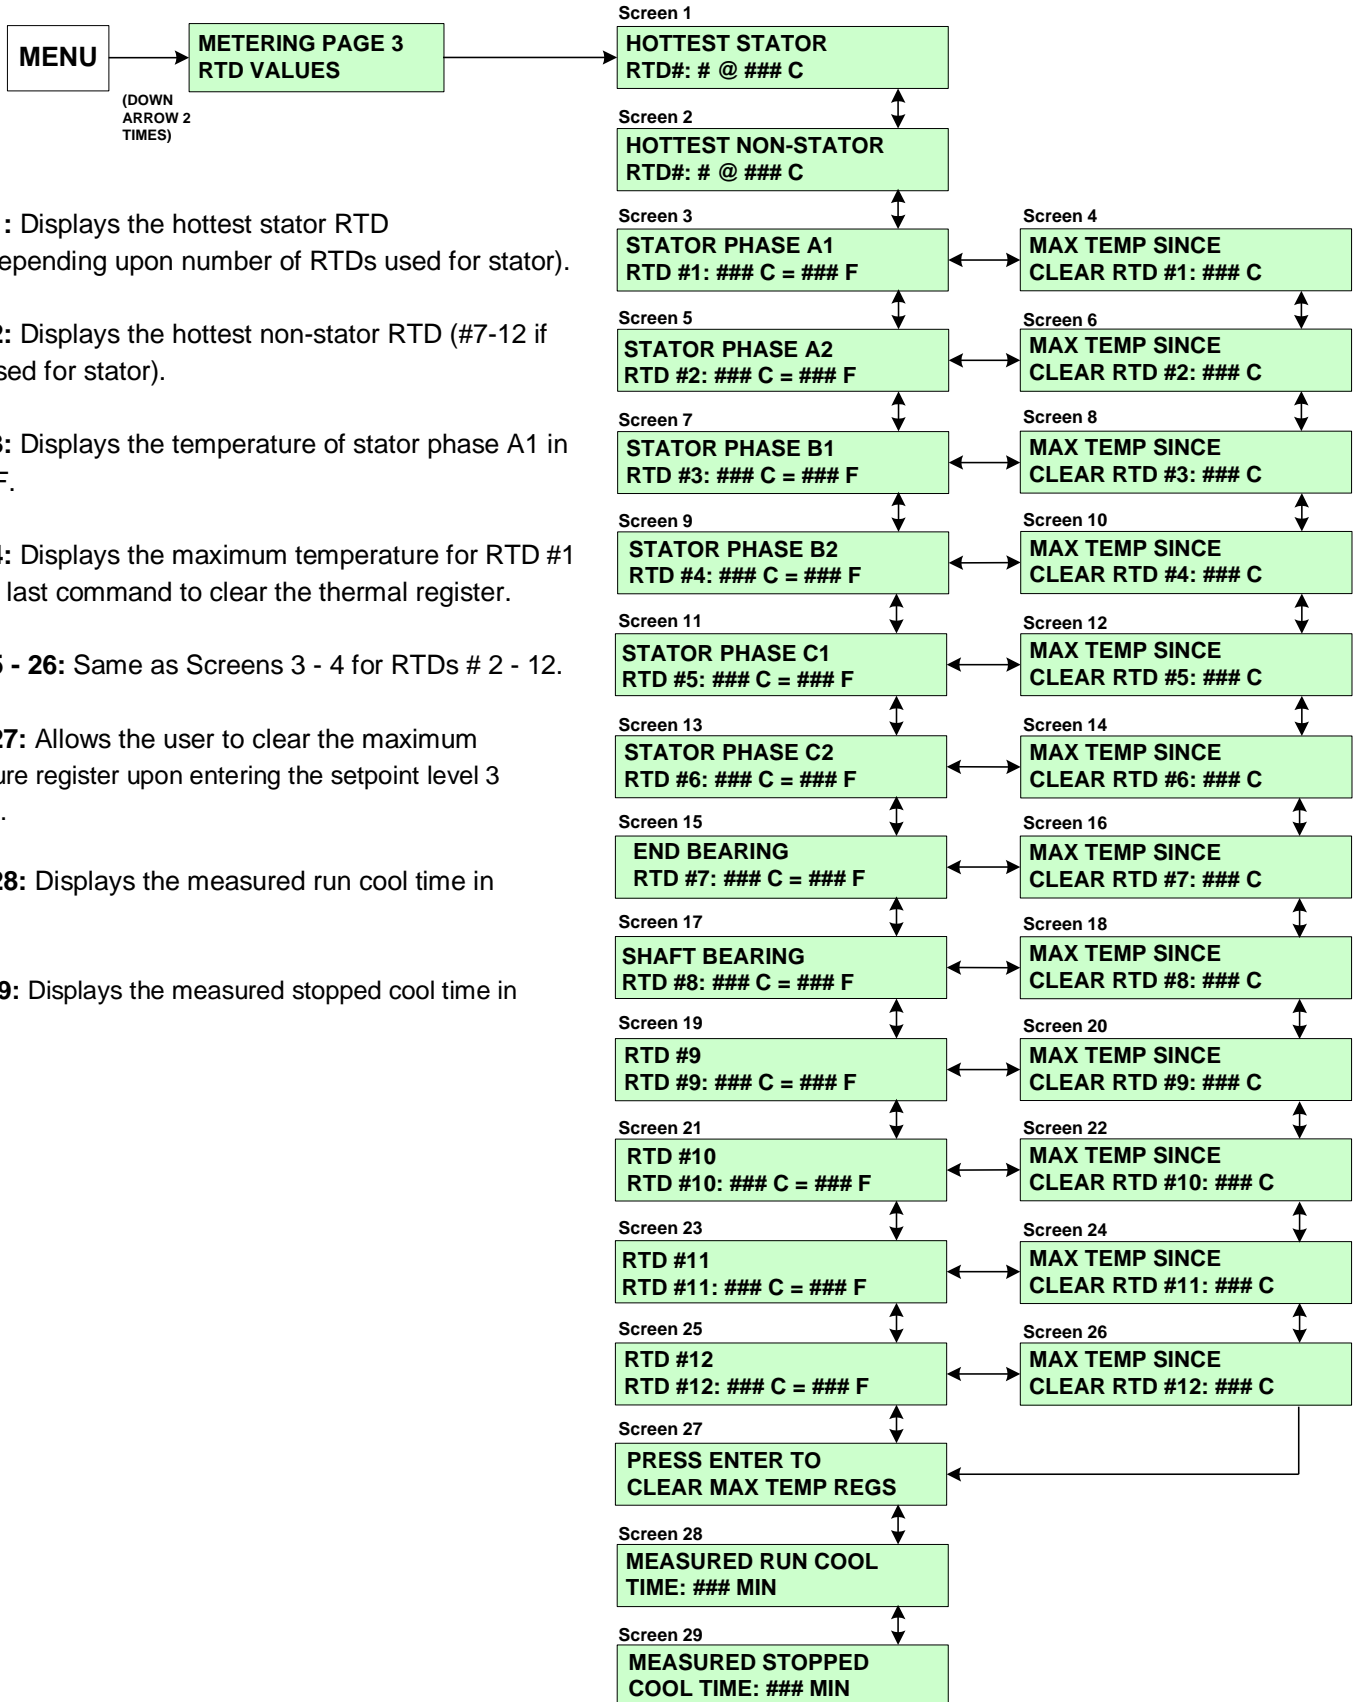 MENU
(DOWN
ARROW 2
TIMES)
METERING PAGE 3
RTD VALUES
: Displays the hottest stator RTD
epending upon number of RTDs used for stator).
2: Displays the hottest non-stator RTD (#7-12 if
sed for stator).
3: Displays the temperature of stator phase A1 in
F.
4: Displays the maximum temperature for RTD #1
last command to clear the thermal register.
5 - 26: Same as Screens 3 - 4 for RTDs # 2 - 12.
27: Allows the user to clear the maximum
ure register upon entering the setpoint level 3
.
28: Displays the measured run cool time in
9: Displays the measured stopped cool time in
Screen 1
HOTTEST STATOR
RTD#: # @ ### C
Screen 2
HOTTEST NON-STATOR
RTD#: # @ ### C
Screen 3
STATOR PHASE A1
RTD #1: ### C = ### F
Screen 4
MAX TEMP SINCE
CLEAR RTD #1: ### C
Screen 5
STATOR PHASE A2
RTD #2: ### C = ### F
Screen 6
MAX TEMP SINCE
CLEAR RTD #2: ### C
Screen 7
STATOR PHASE B1
RTD #3: ### C = ### F
Screen 8
MAX TEMP SINCE
CLEAR RTD #3: ### C
Screen 9
STATOR PHASE B2
RTD #4: ### C = ### F
Screen 10
MAX TEMP SINCE
CLEAR RTD #4: ### C
Screen 11
STATOR PHASE C1
RTD #5: ### C = ### F
Screen 12
MAX TEMP SINCE
CLEAR RTD #5: ### C
Screen 13
STATOR PHASE C2
RTD #6: ### C = ### F
Screen 14
MAX TEMP SINCE
CLEAR RTD #6: ### C
Screen 15
END BEARING
RTD #7: ### C = ### F
Screen 16
MAX TEMP SINCE
CLEAR RTD #7: ### C
Screen 17
SHAFT BEARING
RTD #8: ### C = ### F
Screen 18
MAX TEMP SINCE
CLEAR RTD #8: ### C
Screen 19
RTD #9
RTD #9: ### C = ### F
Screen 20
MAX TEMP SINCE
CLEAR RTD #9: ### C
Screen 21
RTD #10
RTD #10: ### C = ### F
Screen 22
MAX TEMP SINCE
CLEAR RTD #10: ### C
Screen 23
RTD #11
RTD #11: ### C = ### F
Screen 24
MAX TEMP SINCE
CLEAR RTD #11: ### C
Screen 25
RTD #12
RTD #12: ### C = ### F
Screen 26
MAX TEMP SINCE
CLEAR RTD #12: ### C
Screen 27
PRESS ENTER TO
CLEAR MAX TEMP REGS
Screen 28
MEASURED RUN COOL
TIME: ### MIN
Screen 29
MEASURED STOPPED
COOL TIME: ### MIN